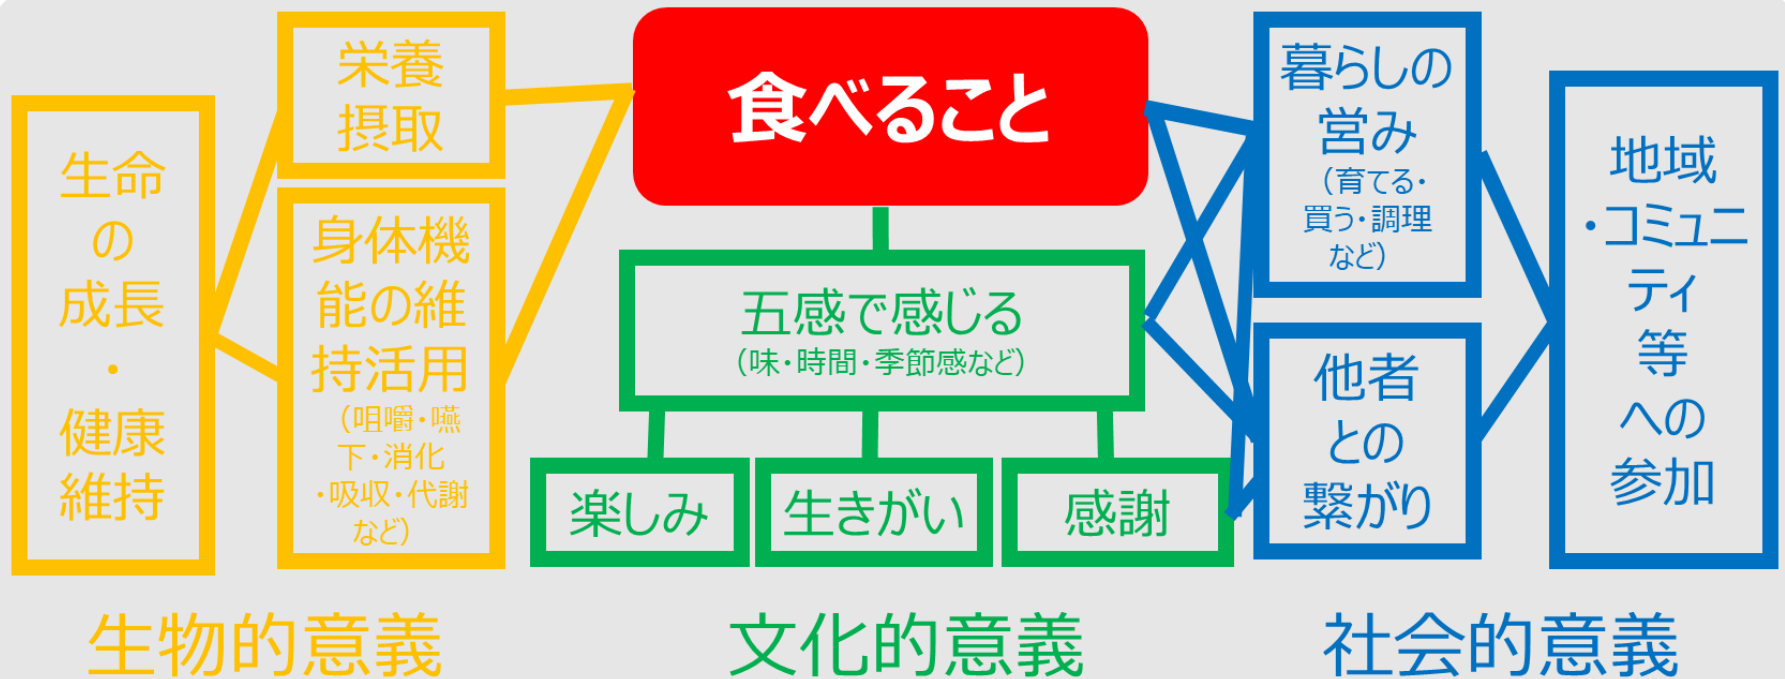 食べること
生命
の
成長
・
健康
維持
栄養
摂取
身体機
能の維
持活用
（咀嚼・嚥
下・消化
・吸収・代謝
など）
五感で感じる
（味・時間・季節感など）
楽しみ
生きがい
感謝
暮らしの
営み
（育てる・
買う・調理
など）
他者
との
繋がり
地域
・コミュニ
ティ
等
への
参加
生物的意義
文化的意義
社会的意義